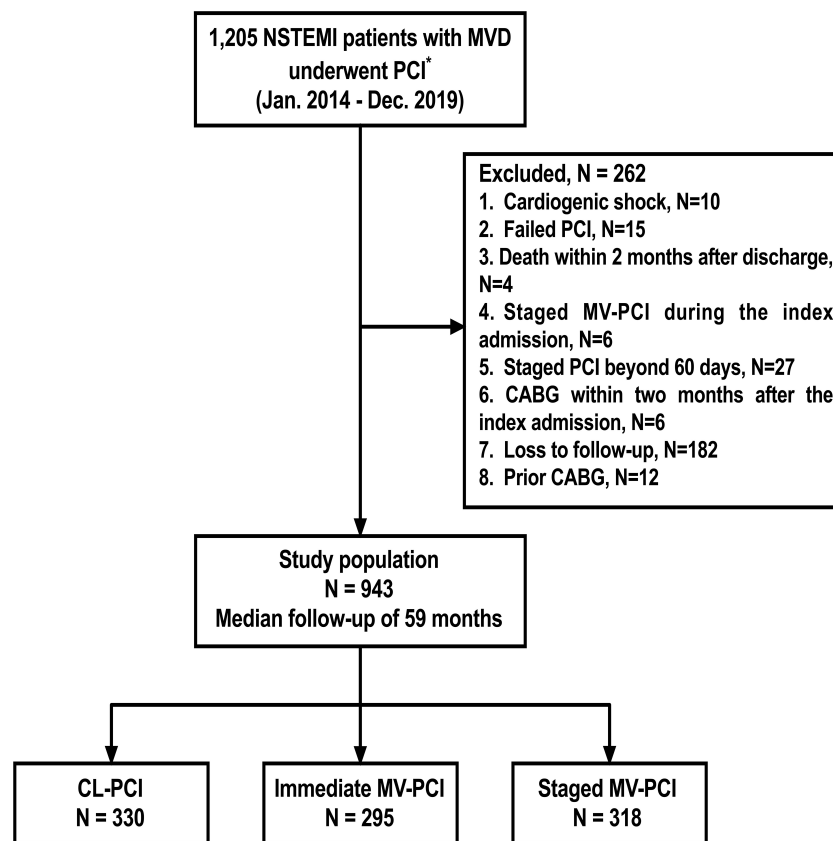 1,205 NSTEMI patients with MVD
underwent PCI*
(Jan. 2014 - Dec. 2019)
Excluded, N = 262
1. Cardiogenic shock, N=10
2. Failed PCI, N=15
3. Death within 2 months after discharge,
N=4
4. Staged MV-PCI during the index
admission, N=6
5. Staged PCI beyond 60 days, N=27
6. CABG within two months after the
index admission, N=6
7. Loss to follow-up, N=182
8. Prior CABG, N=12
Study population
N = 943
Median follow-up of 59 months
CL-PCI
N = 330
Immediate MV-PCI
N = 295
Staged MV-PCI
N = 318